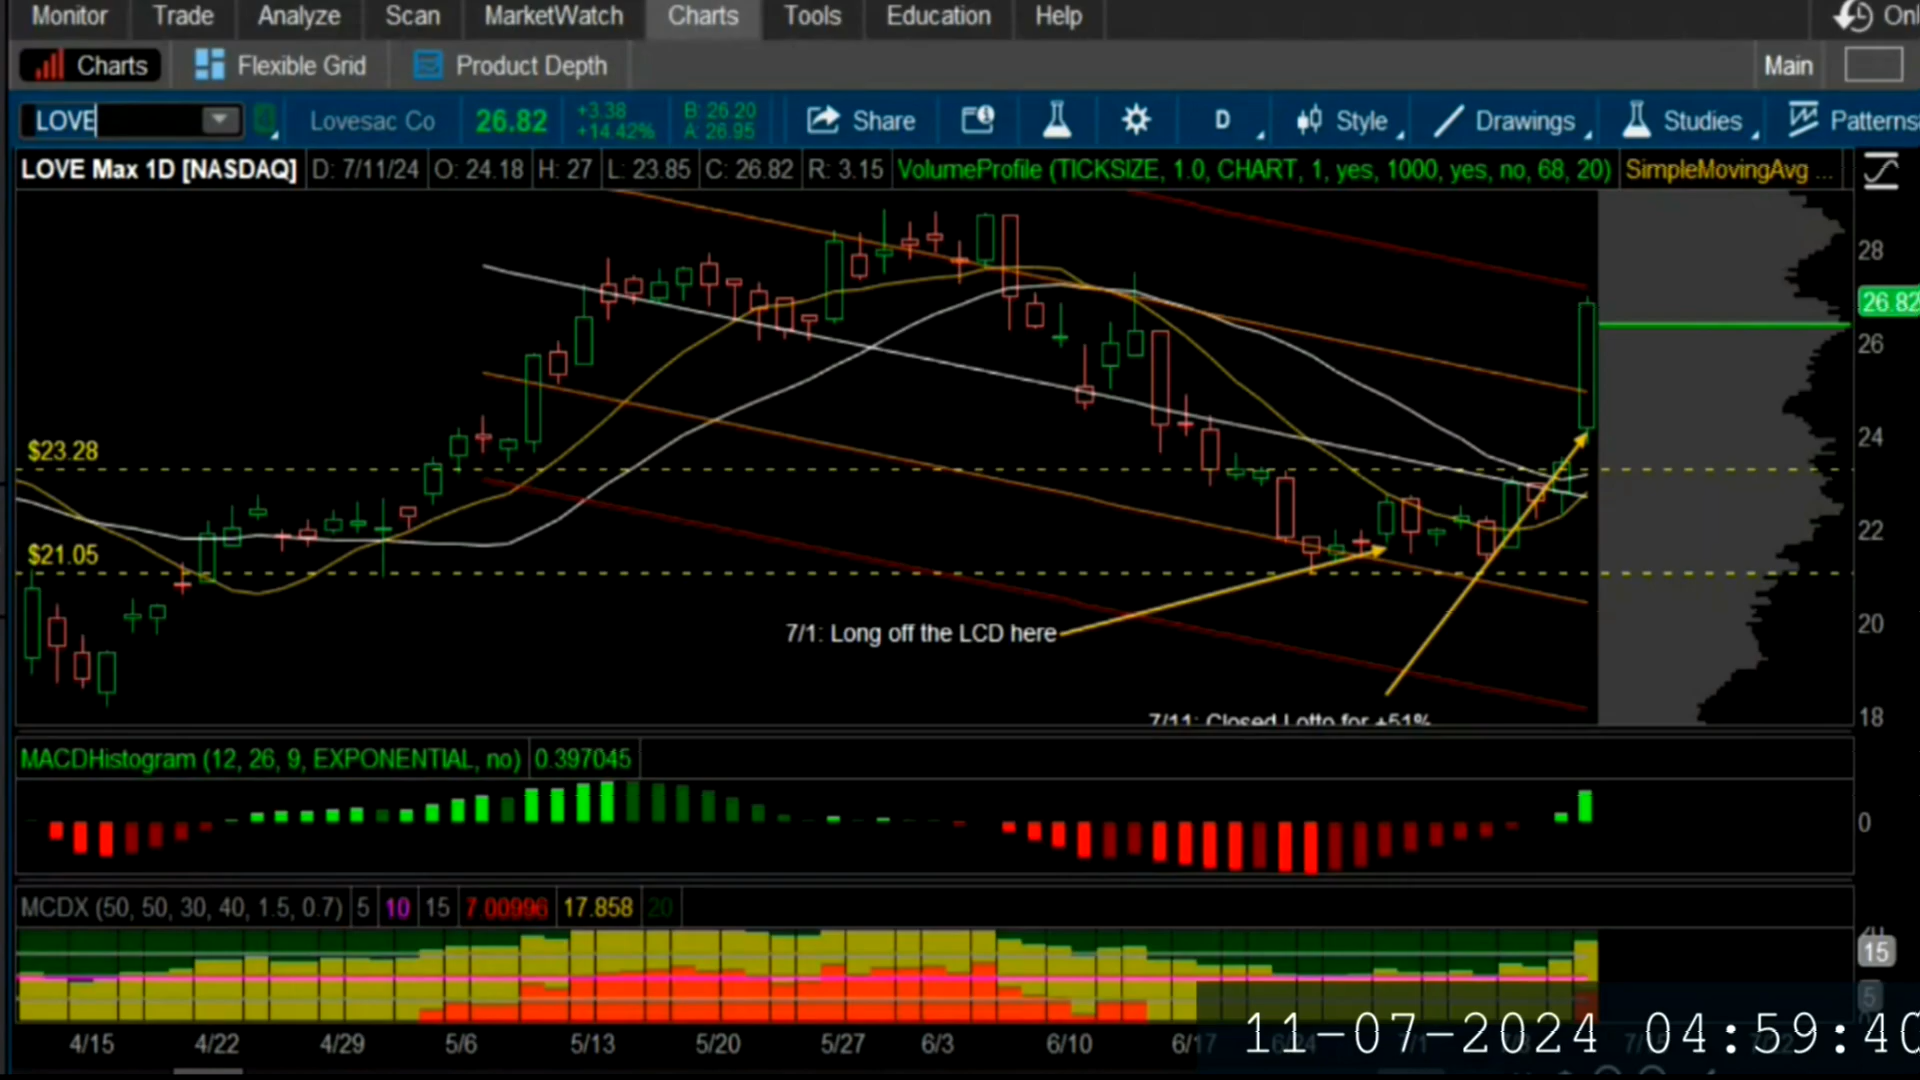 Monitor Trade Analyze Scan MarketWatch Charts Tools Education Help
Charts Flexible Grid Product Depth Main
LOVE Lovesac Co 26.82 +3.38 +14.42% B: 26.20 A: 26.95 Share D Style Drawings Studies Patterns
LOVE Max 1D [NASDAQ] D: 7/11/24 O: 24.18 H: 27 L: 23.85 C: 26.82 R: 3.15 VolumeProfile (TICKSIZE, 1.0, CHART, 1, yes, 1000, yes, no, 68, 20) SimpleMovingAvg ...
28
26.82
26
24
$23.28
22
$21.05
20
7/1: Long off the LCD here
18
7/11: Closed Lotto for +51%
MACDHistogram (12, 26, 9, EXPONENTIAL, no) 0.397045
0
MCDX (50, 50, 30, 40, 1.5, 0.7) 5 10 15 7.00996 17.858 20
15
5
4/15 4/22 4/29 5/6 5/13 5/20 5/27 6/3 6/10 6/17 6/24
11-07-2024 04:59:40